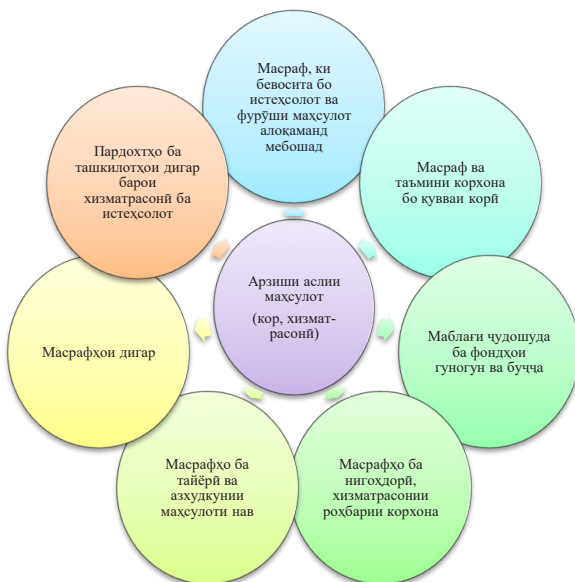 Масраф, ки
бевосита бо
истеҳсолот ва
фурӯши маҳсулот
алоқаманд
мебошад
Масраф ва
таъмини корхона
бо қувваи корӣ
Маблағи ҷудошуда
ба фондҳои
гуногун ва буҷҷа
Масрафҳо ба
нигоҳдорӣ,
хизматрасонии
роҳбарии корхона
Масрафҳо ба
тайёрӣ ва
азхудкунии
маҳсулоти нав
Масрафҳои дигар
Пардохтҳо ба
ташкилотҳои дигар
барои
хизматрасонӣ ба
истеҳсолот
Арзиши аслии
маҳсулот
(кор, хизмат-
расонӣ)